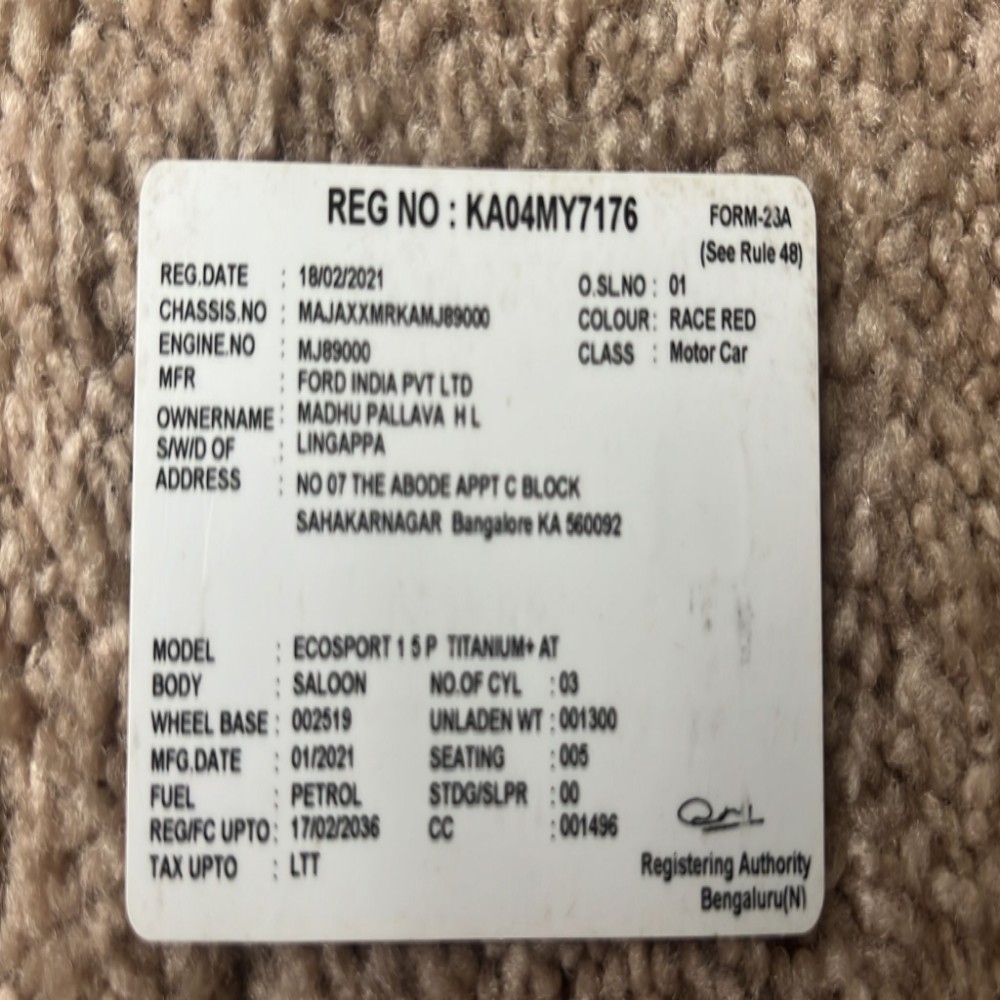 REG NO : KA04MY7176
FORM-23A
(See Rule 48)
REG.DATE : 18/02/2021
O.SL.NO : 01
CHASSIS.NO : MAJAXXMRKAMJ89000
COLOUR : RACE RED
ENGINE.NO : MJ89000
CLASS : Motor Car
MFR : FORD INDIA PVT LTD
OWNERNAME : MADHU PALLAVA H L
S/W/D OF : LINGAPPA
ADDRESS : NO 07 THE ABODE APPT C BLOCK
SAHAKARNAGAR Bangalore KA 560092
MODEL : ECOSPORT 1 5 P TITANIUM+ AT
BODY : SALOON NO.OF CYL : 03
WHEEL BASE : 002519 UNLADEN WT : 001300
MFG.DATE : 01/2021 SEATING : 005
FUEL : PETROL STDG/SLPR : 00
REG/FC UPTO : 17/02/2036 CC : 001496
TAX UPTO : LTT
Registering Authority
Bengaluru(N)